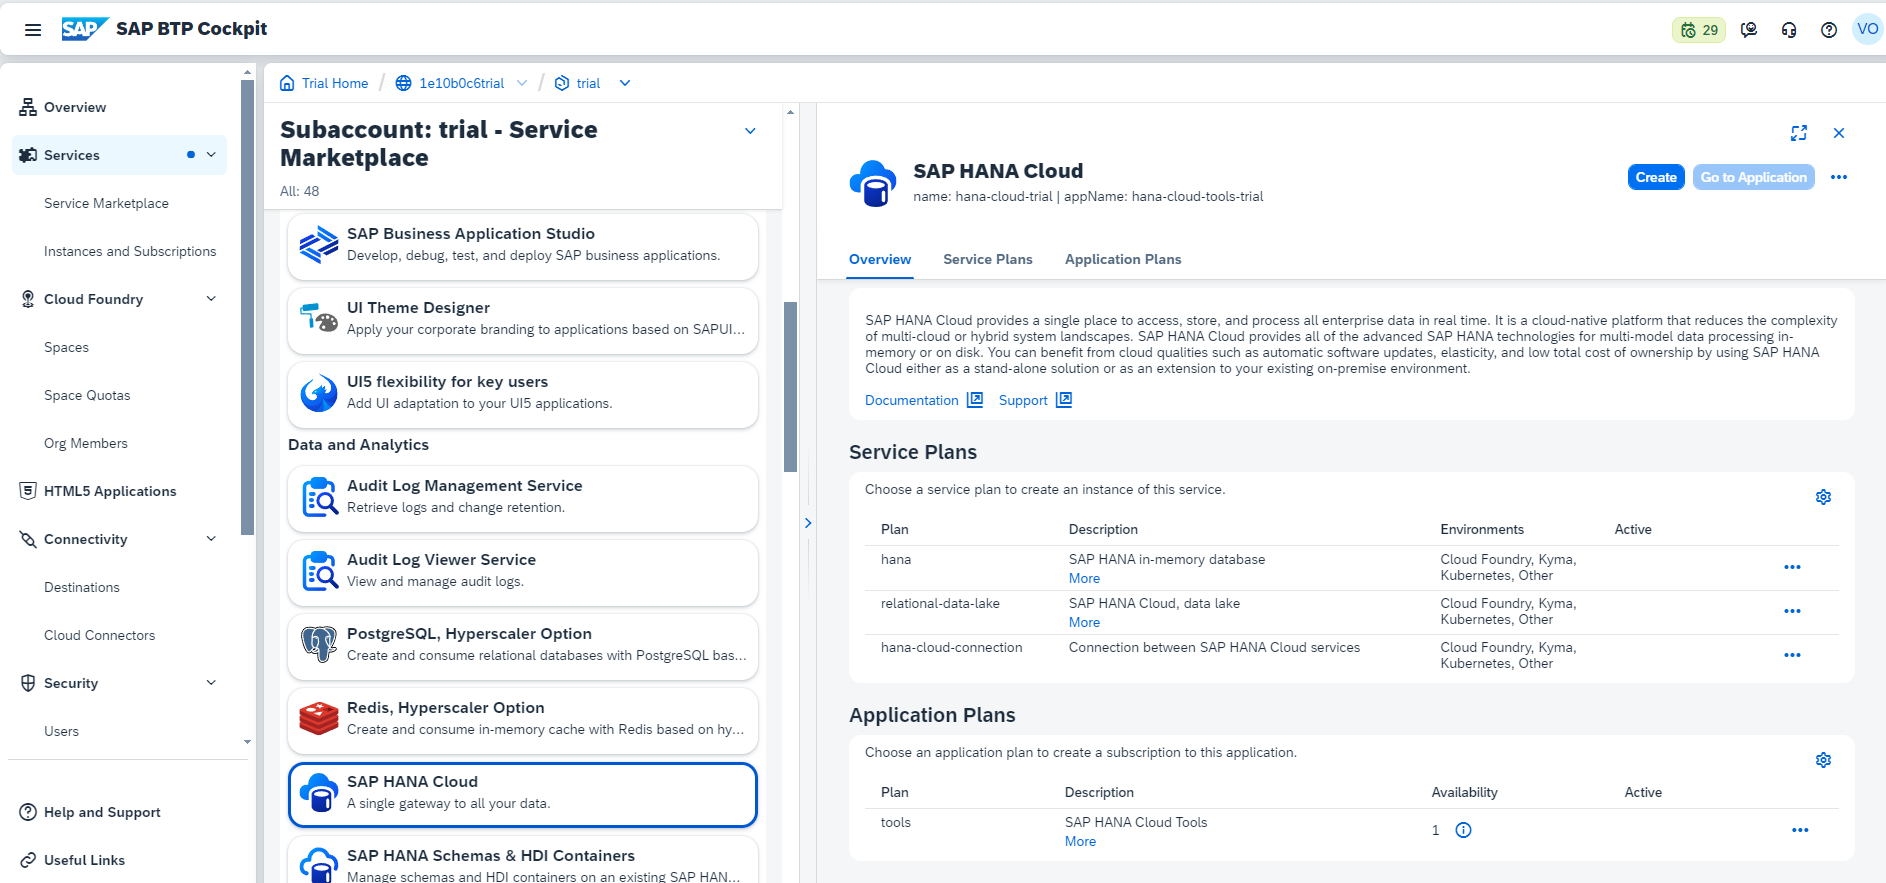 SAP
SAP BTP Cockpit
29
VO
Overview
Services
Service Marketplace
Instances and Subscriptions
Cloud Foundry
Spaces
Space Quotas
Org Members
HTML5 Applications
Connectivity
Destinations
Cloud Connectors
Security
Users
Help and Support
Useful Links
Trial Home / 1e10b0c6trial / trial
Subaccount: trial - Service
Marketplace
All: 48
SAP Business Application Studio
Develop, debug, test, and deploy SAP business applications.
UI Theme Designer
Apply your corporate branding to applications based on SAPUI...
UI5 flexibility for key users
Add UI adaptation to your UI5 applications.
Data and Analytics
Audit Log Management Service
Retrieve logs and change retention.
Audit Log Viewer Service
View and manage audit logs.
PostgreSQL, Hyperscaler Option
Create and consume relational databases with PostgreSQL bas...
Redis, Hyperscaler Option
Create and consume in-memory cache with Redis based on hy...
SAP HANA Cloud
A single gateway to all your data.
SAP HANA Schemas & HDI Containers
Manage schemas and HDI containers on an existing SAP HAN...
SAP HANA Cloud
name: hana-cloud-trial | appName: hana-cloud-tools-trial
Create
Go to Application
Overview Service Plans Application Plans
SAP HANA Cloud provides a single place to access, store, and process all enterprise data in real time. It is a cloud-native platform that reduces the complexity
of multi-cloud or hybrid system landscapes. SAP HANA Cloud provides all of the advanced SAP HANA technologies for multi-model data processing in-
memory or on disk. You can benefit from cloud qualities such as automatic software updates, elasticity, and low total cost of ownership by using SAP HANA
Cloud either as a stand-alone solution or as an extension to your existing on-premise environment.
Documentation Support
Service Plans
Choose a service plan to create an instance of this service.
Plan Description Environments Active
hana SAP HANA in-memory database Cloud Foundry, Kyma,
More Kubernetes, Other
relational-data-lake SAP HANA Cloud, data lake Cloud Foundry, Kyma,
More Kubernetes, Other
hana-cloud-connection Connection between SAP HANA Cloud services Cloud Foundry, Kyma,
Kubernetes, Other
Application Plans
Choose an application plan to create a subscription to this application.
Plan Description Availability Active
tools SAP HANA Cloud Tools 1
More